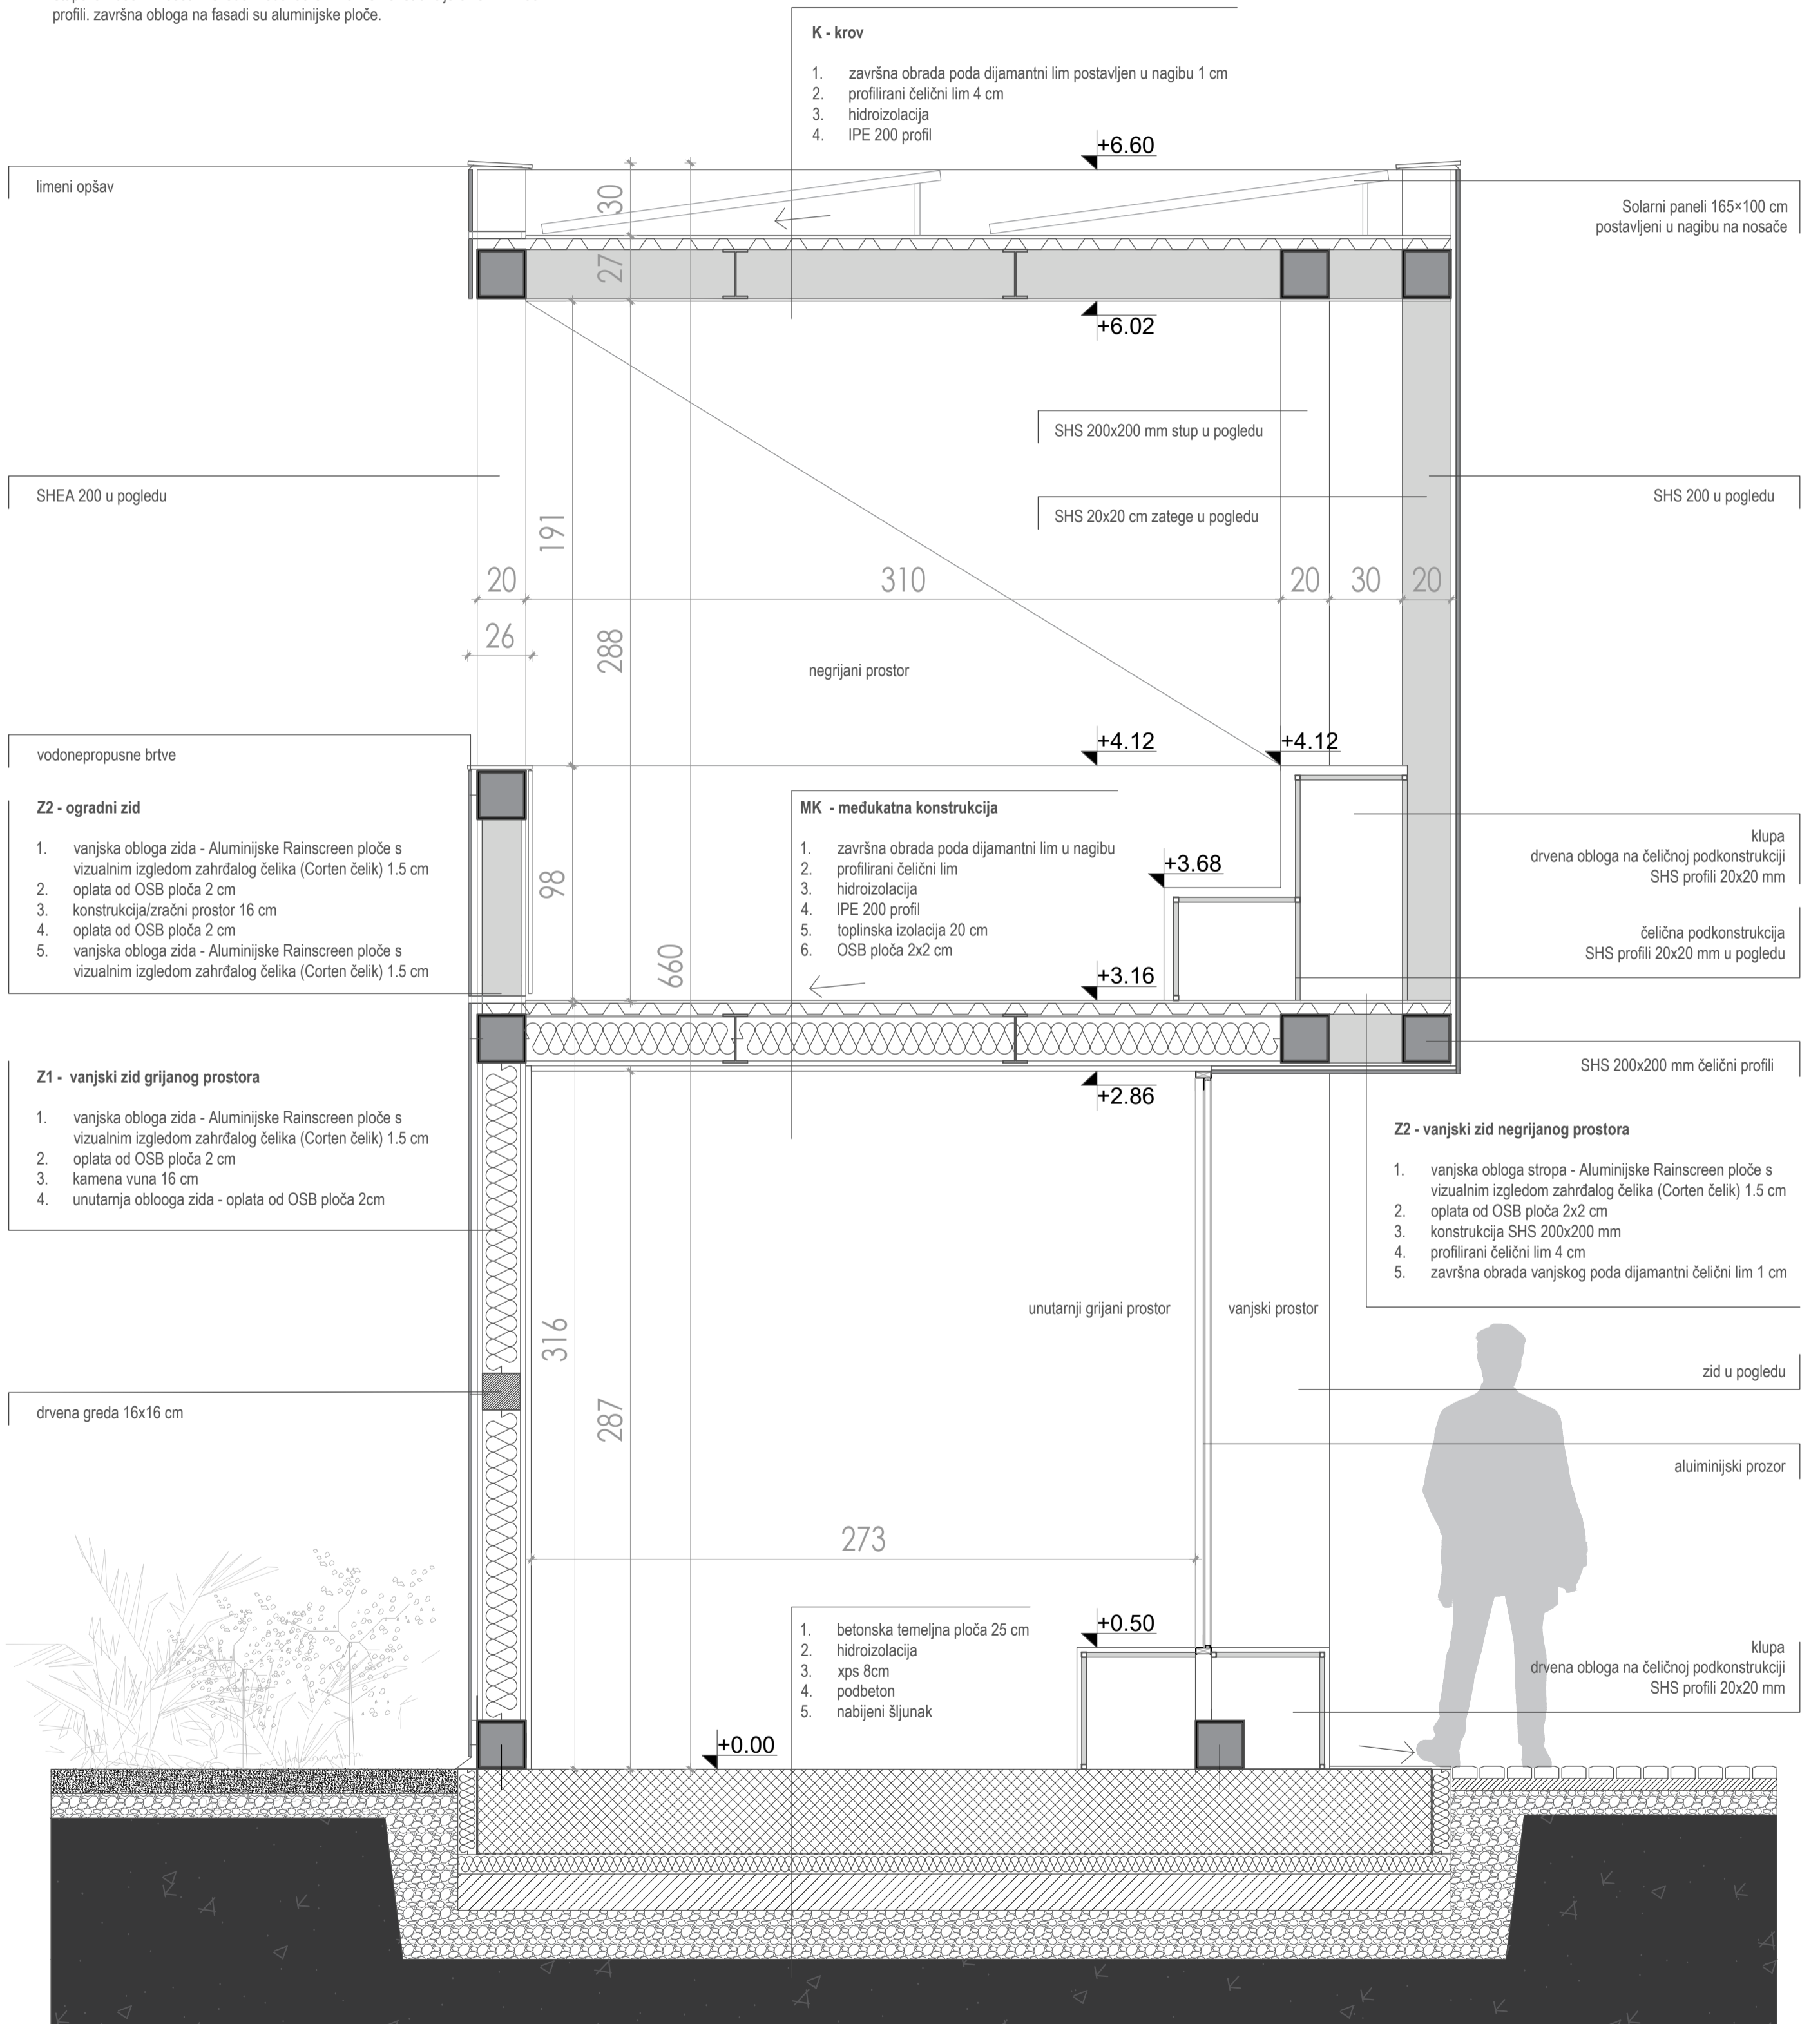 profili. završna obloga na fasadi su aluminijske ploče.
K - krov
1. završna obrada poda dijamantni lim postavljen u nagibu 1 cm
2. profilirani čelični lim 4 cm
3. hidroizolacija
4. IPE 200 profil
+6.60
limeni opšav
30
Solarni paneli 165×100 cm
postavljeni u nagibu na nosače
27
+6.02
SHS 200x200 mm stup u pogledu
SHEA 200 u pogledu
SHS 20x20 cm zatege u pogledu
SHS 200 u pogledu
191
20
310
20
30
20
26
288
negrijani prostor
+4.12
+4.12
vodonepropusne brtve
Z2 - ogradni zid
1. vanjska obloga zida - Aluminijske Rainscreen ploče s
vizualnim izgledom zahrđalog čelika (Corten čelik) 1.5 cm
2. oplata od OSB ploča 2 cm
3. konstrukcija/zračni prostor 16 cm
4. oplata od OSB ploča 2 cm
5. vanjska obloga zida - Aluminijske Rainscreen ploče s
vizualnim izgledom zahrđalog čelika (Corten čelik) 1.5 cm
98
660
MK - međukatna konstrukcija
1. završna obrada poda dijamantni lim u nagibu
2. profilirani čelični lim
3. hidroizolacija
4. IPE 200 profil
5. toplinska izolacija 20 cm
6. OSB ploča 2x2 cm
+3.68
+3.16
klupa
drvena obloga na čeličnoj podkonstrukciji
SHS profili 20x20 mm
čelična podkonstrukcija
SHS profili 20x20 mm u pogledu
SHS 200x200 mm čelični profili
+2.86
Z1 - vanjski zid grijanog prostora
1. vanjska obloga zida - Aluminijske Rainscreen ploče s
vizualnim izgledom zahrđalog čelika (Corten čelik) 1.5 cm
2. oplata od OSB ploča 2 cm
3. kamena vuna 16 cm
4. unutarnja oblooga zida - oplata od OSB ploča 2cm
Z2 - vanjski zid negrijanog prostora
1. vanjska obloga stropa - Aluminijske Rainscreen ploče s
vizualnim izgledom zahrđalog čelika (Corten čelik) 1.5 cm
2. oplata od OSB ploča 2x2 cm
3. konstrukcija SHS 200x200 mm
4. profilirani čelični lim 4 cm
5. završna obrada vanjskog poda dijamantni čelični lim 1 cm
unutarnji grijani prostor
vanjski prostor
316
287
zid u pogledu
drvena greda 16x16 cm
aluiminijski prozor
273
1. betonska temeljna ploča 25 cm
2. hidroizolacija
3. xps 8cm
4. podbeton
5. nabijeni šljunak
+0.50
klupa
drvena obloga na čeličnoj podkonstrukciji
SHS profili 20x20 mm
+0.00